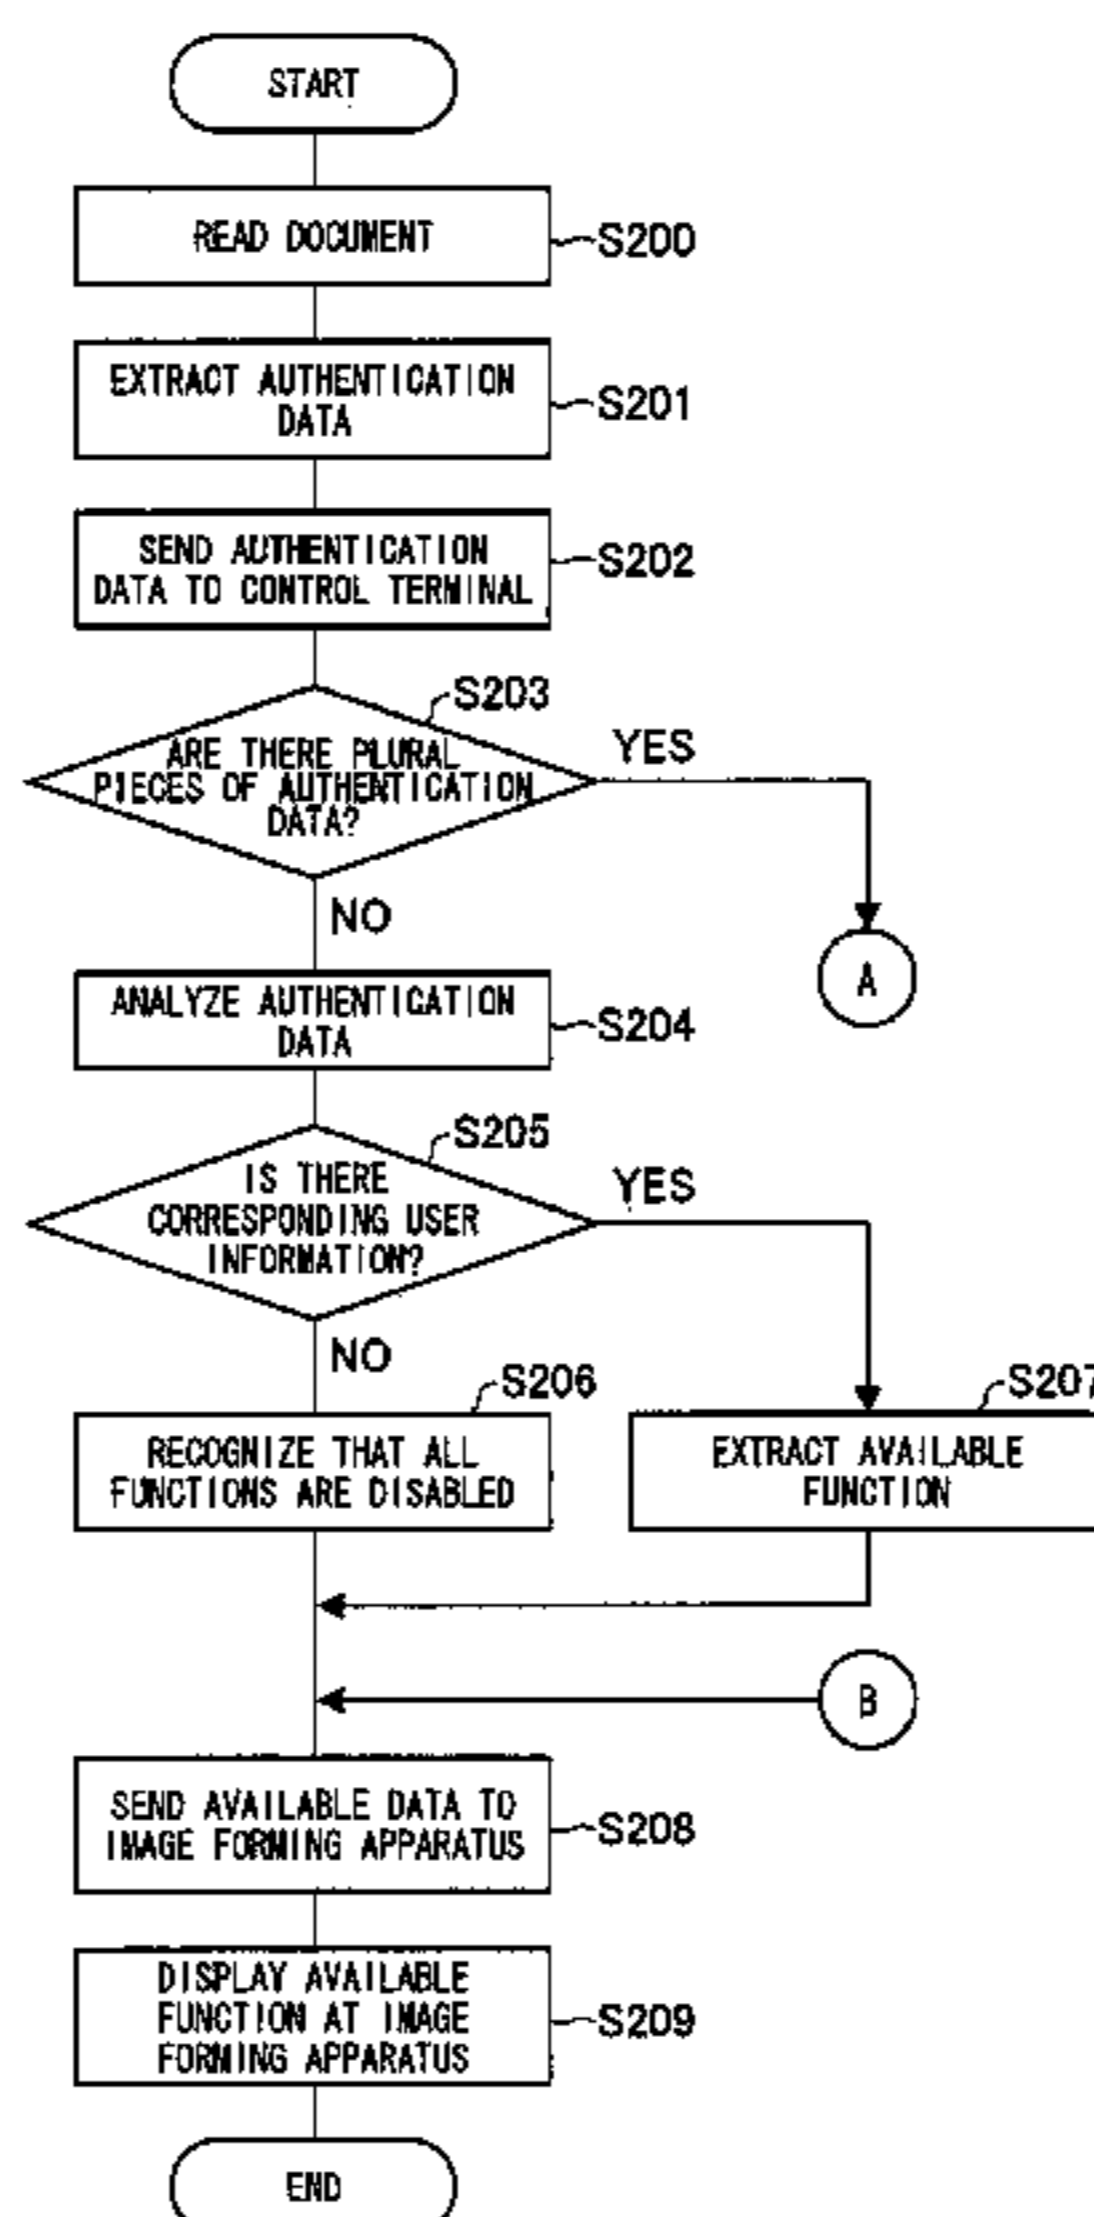 START
READ DOCUMENT
S200
EXTRACT AUTHENTICATION
DATA
S201
SEND AUTHENTICATION
DATA TO CONTROL TERMINAL
S202
S203
ARE THERE PLURAL
PIECES OF AUTHENTICATION
DATA?
YES
NO
A
ANALYZE AUTHENTICATION
DATA
S204
S205
IS THERE
CORRESPONDING USER
INFORMATION?
YES
NO
S206
RECOGNIZE THAT ALL
FUNCTIONS ARE DISABLED
S207
EXTRACT AVAILABLE
FUNCTION
B
SEND AVAILABLE DATA TO
IMAGE FORMING APPARATUS
S208
DISPLAY AVAILABLE
FUNCTION AT IMAGE
FORMING APPARATUS
S209
END